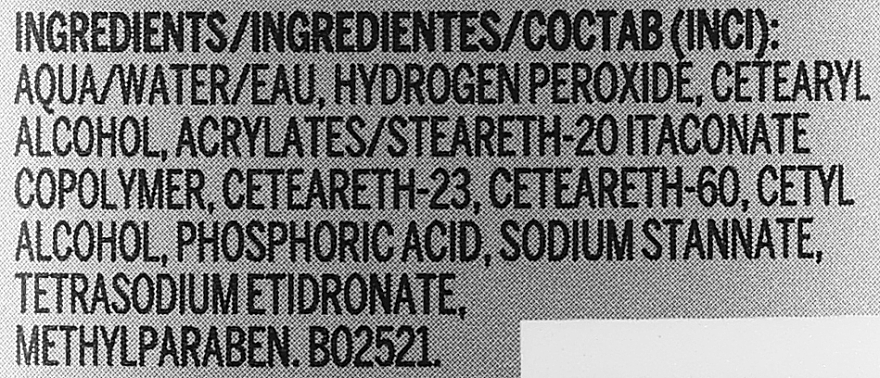 INGREDIENTS/INGREDIENTES/СОСТАВ (INCI):
AQUA/WATER/EAU, HYDROGEN PEROXIDE, CETEARYL
ALCOHOL, ACRYLATES/STEARETH-20 ITACONATE
COPOLYMER, CETEARETH-23, CETEARETH-60, CETYL
ALCOHOL, PHOSPHORIC ACID, SODIUM STANNATE,
TETRASODIUM ETIDRONATE,
METHYLPARABEN. B02521.